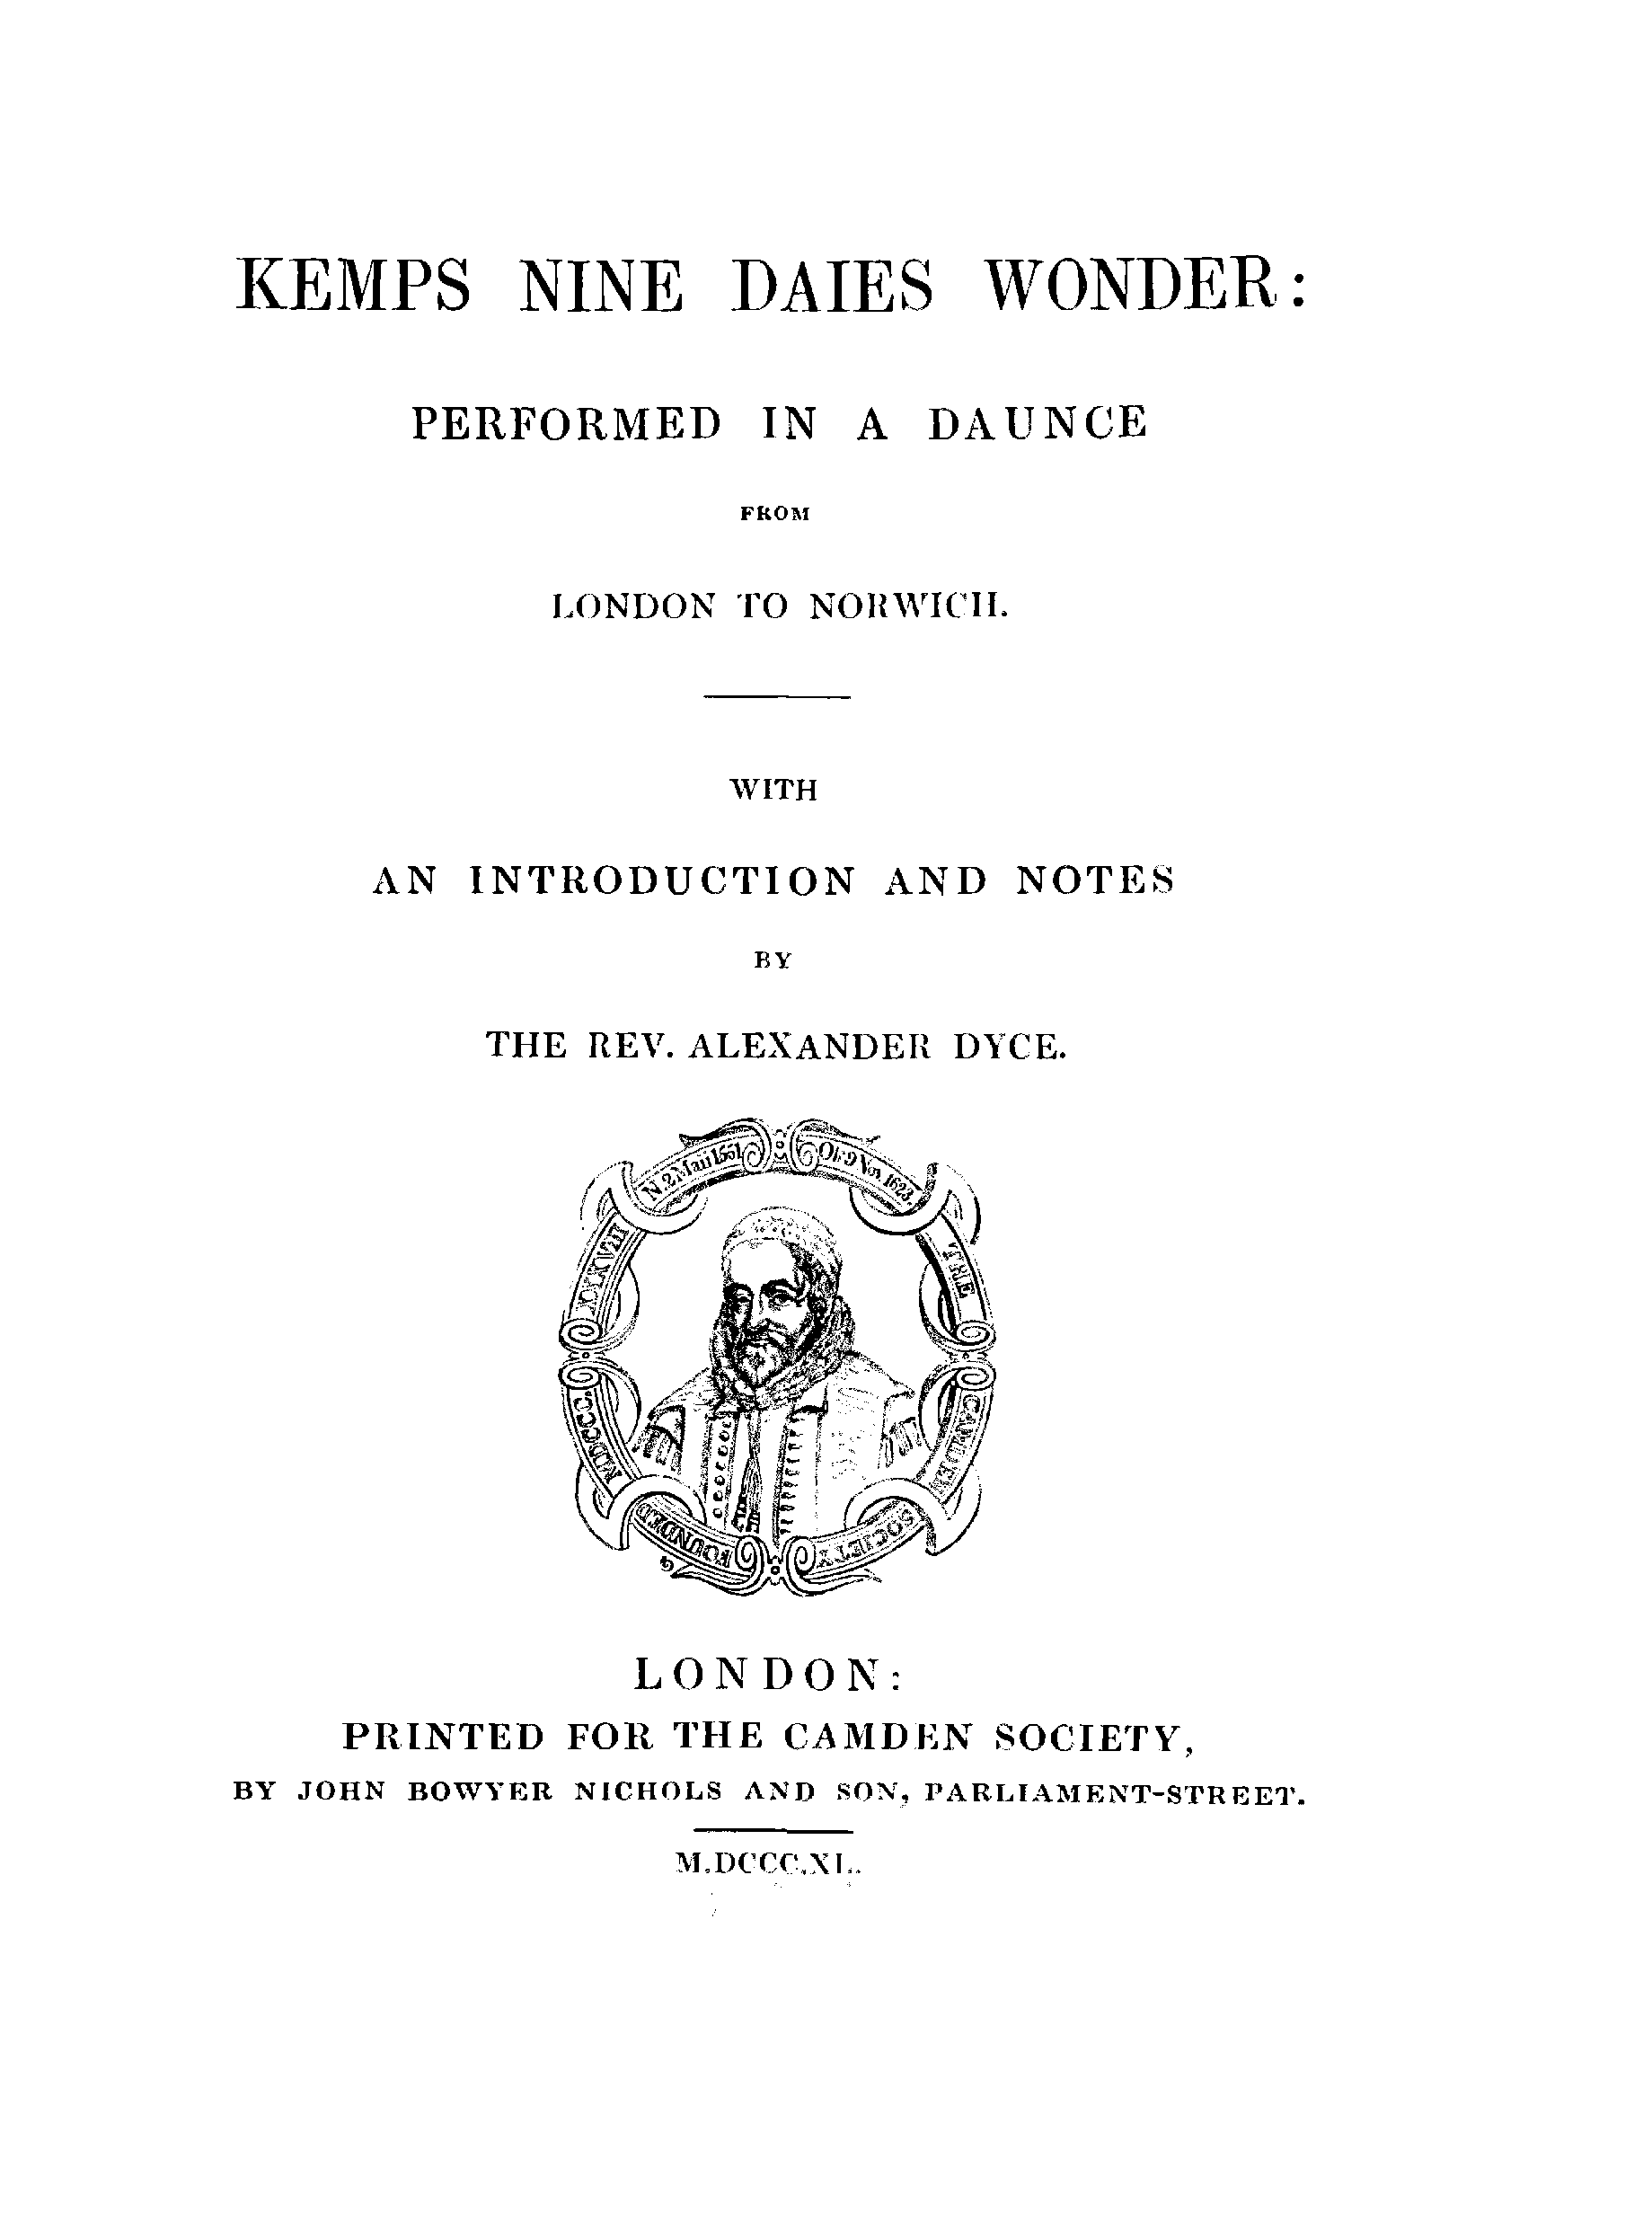 KEMPS NINE DAIES WONDER:
PERFORMED IN A DAUNCE
FROM
LONDON TO NORWICH.
WITH
AN INTRODUCTION AND NOTES
BY
THE REV. ALEXANDER DYCE.
N. 2 Maii 1551
Ob. 9 Nov. 1623.
THE
CAMDEN
SOCIETY
FOUNDED
MDCCC.
XXXVIII
LONDON:
PRINTED FOR THE CAMDEN SOCIETY,
BY JOHN BOWYER NICHOLS AND SON, PARLIAMENT-STREET.
M.DCCC.XL.